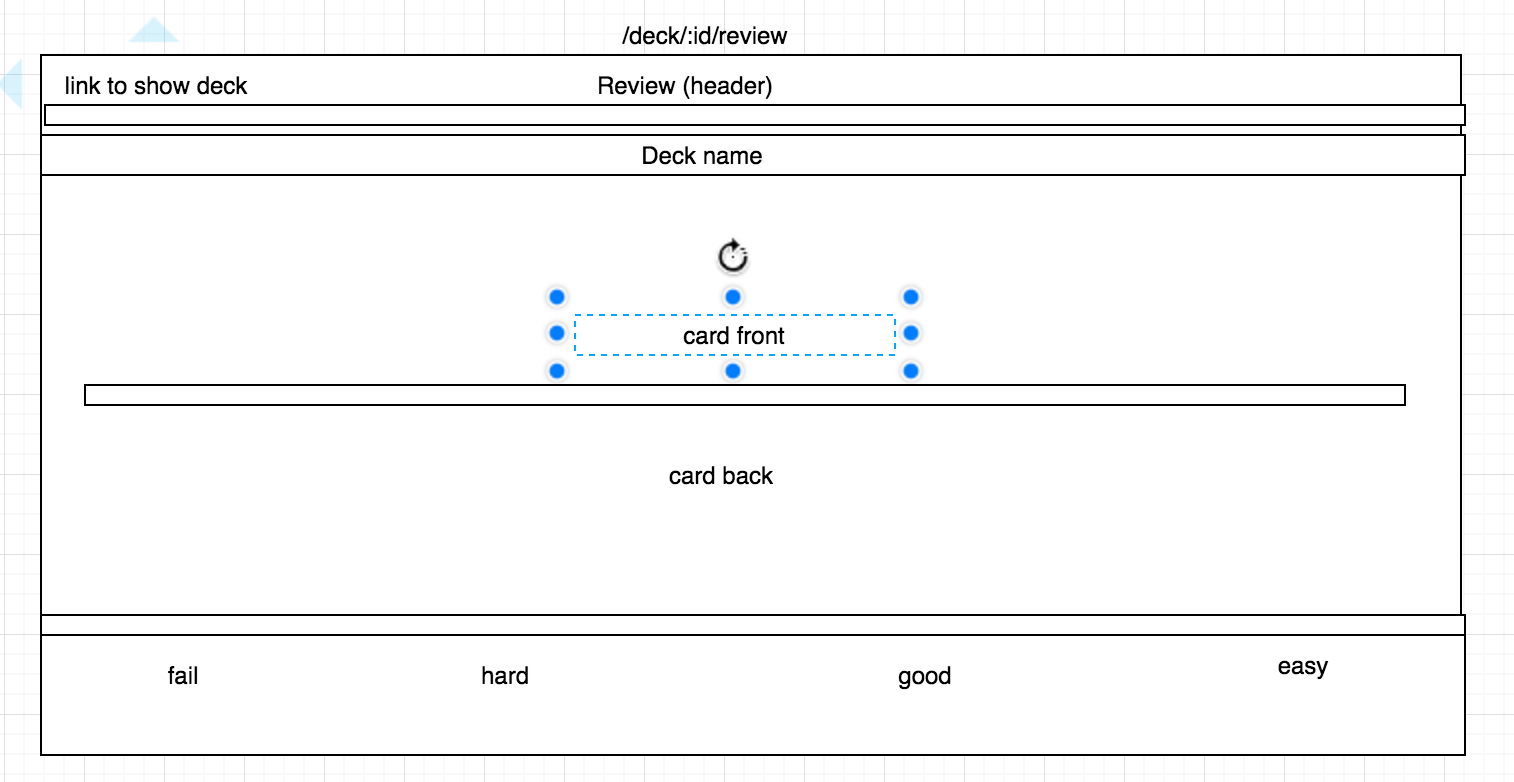 /deck/:id/review
link to show deck
Review (header)
Deck name
card front
card back
fail
hard
good
easy